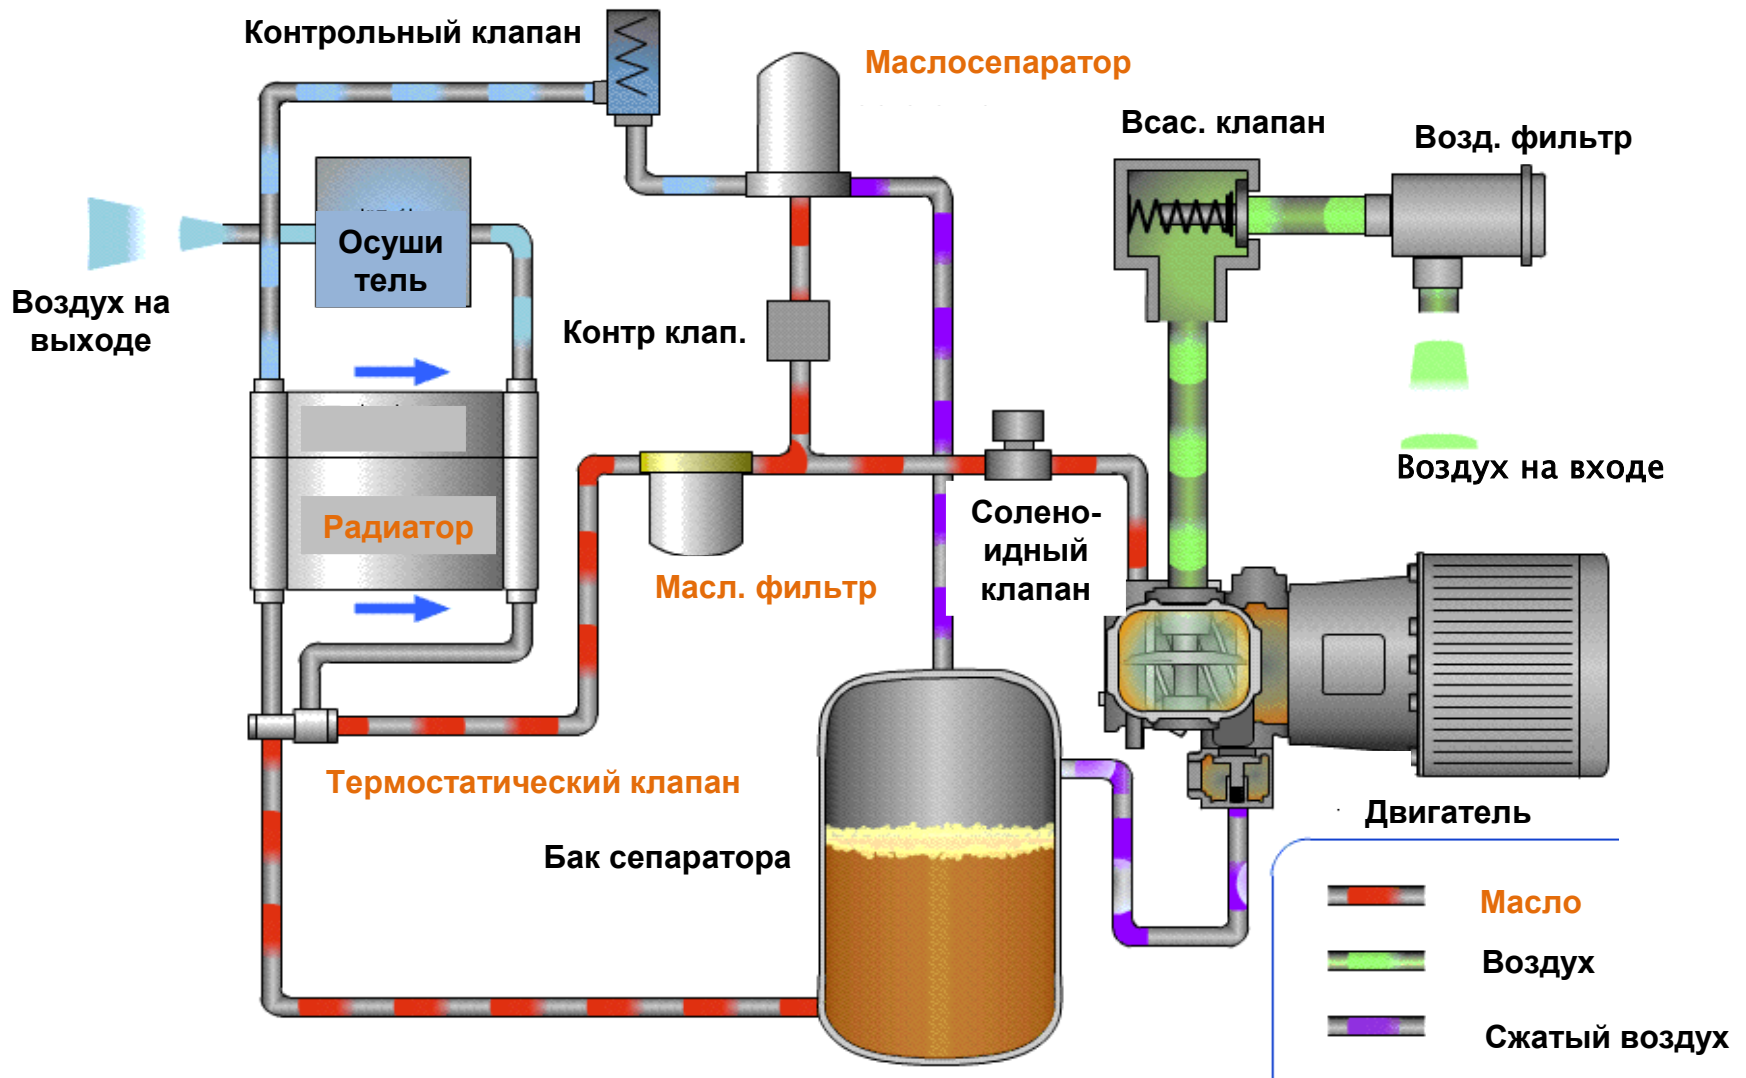 Контрольный клапан
Маслосепаратор
Всас. клапан
Возд. фильтр
Осуши
тель
Воздух на
выходе
Контр клап.
Воздух на входе
Радиатор
Солено-
идный
клапан
Масл. фильтр
Термостатический клапан
Двигатель
Бак сепаратора
Масло
Воздух
Сжатый воздух